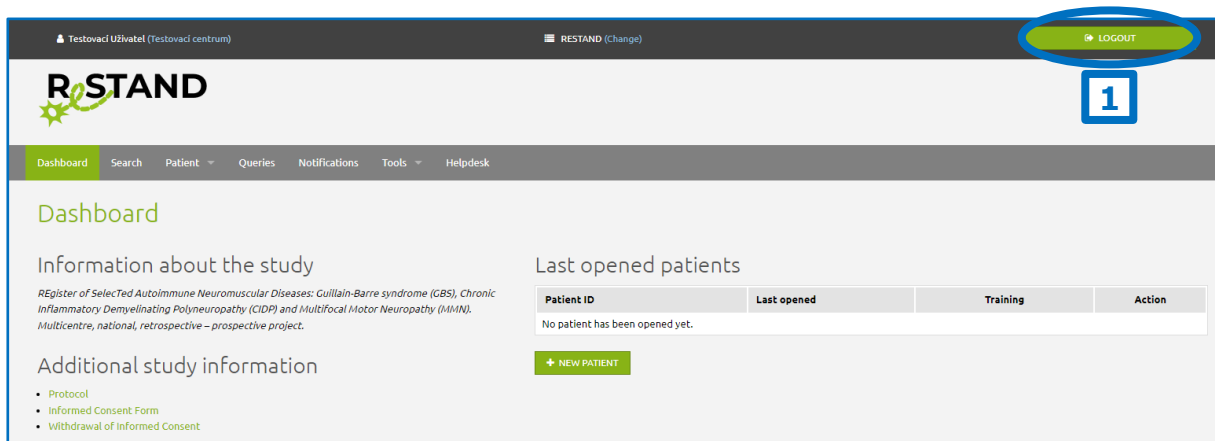 Testovací Uživatel (Testovací centrum)
RESTAND (Change)
LOGOUT
1
ReSTAND
Dashboard Search Patient Queries Notifications Tools Helpdesk
Dashboard
Information about the study
REgister of SelecTed Autoimmune Neuromuscular Diseases: Guillain-Barre syndrome (GBS), Chronic
Inflammatory Demyelinating Polyneuropathy (CIDP) and Multifocal Motor Neuropathy (MMN).
Multicentre, national, retrospective – prospective project.
Additional study information
• Protocol
• Informed Consent Form
• Withdrawal of Informed Consent
Last opened patients
Patient ID Last opened Training Action
No patient has been opened yet.
+ NEW PATIENT